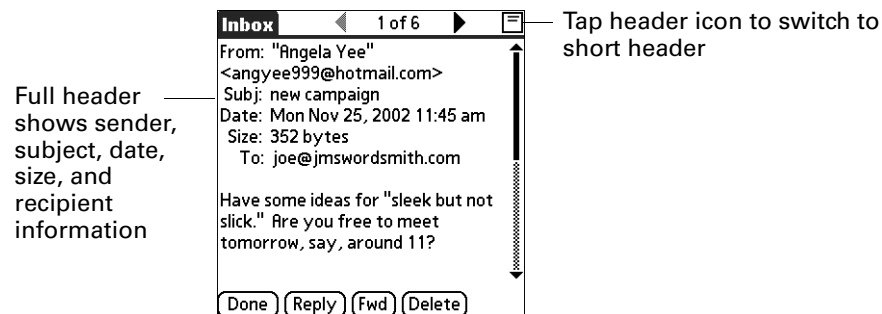 Inbox 1 of 6
Tap header icon to switch to
short header
From: "Angela Yee"
<angyee999@hotmail.com>
Subj: new campaign
Date: Mon Nov 25, 2002 11:45 am
Size: 352 bytes
To: joe@jmswordsmith.com
Have some ideas for "sleek but not
slick." Are you free to meet
tomorrow, say, around 11?
Done Reply Fwd Delete
Full header
shows sender,
subject, date,
size, and
recipient
information